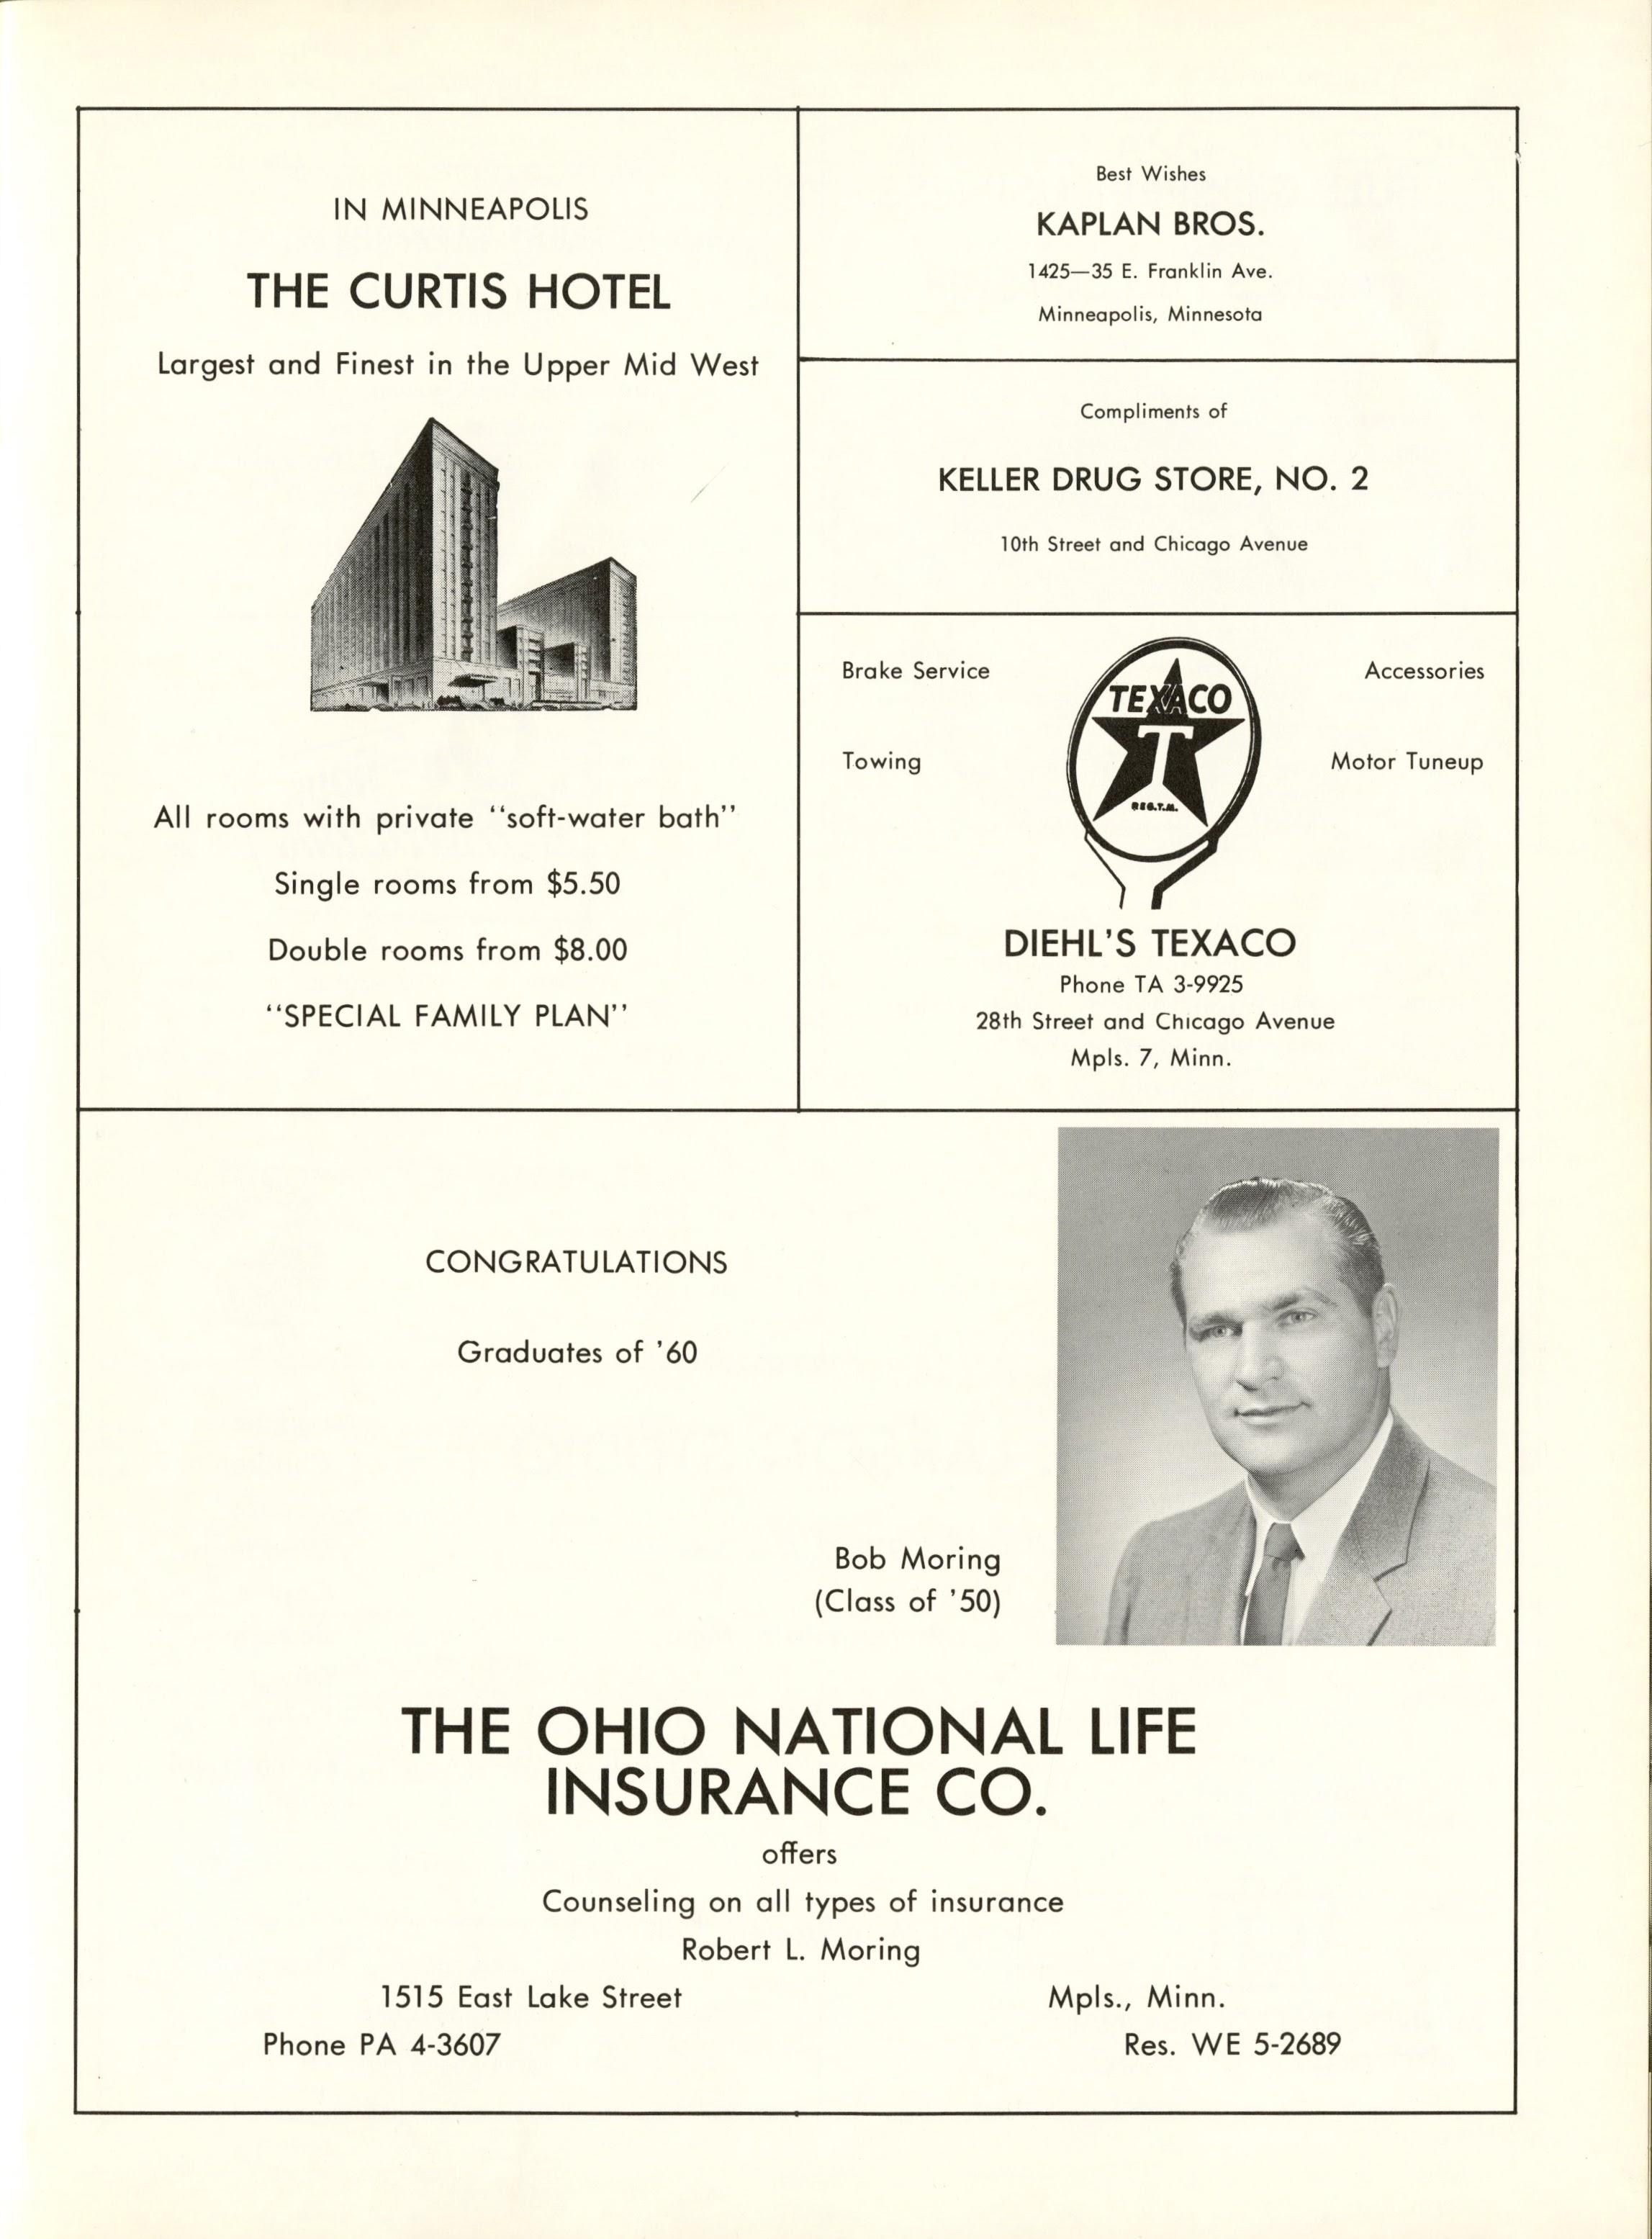 IN MINNEAPOLIS
THE CURTIS HOTEL
Largest and Finest in the Upper Mid West
All rooms with private "soft-water bath"
Single rooms from $5.50
Double rooms from $8.00
"SPECIAL FAMILY PLAN"
Best Wishes
KAPLAN BROS.
1425—35 E. Franklin Ave.
Minneapolis, Minnesota
Compliments of
KELLER DRUG STORE, NO. 2
10th Street and Chicago Avenue
Brake Service
Accessories
Towing
Motor Tuneup
TEXACO
T
REG.T.M.
DIEHL'S TEXACO
Phone TA 3-9925
28th Street and Chicago Avenue
Mpls. 7, Minn.
CONGRATULATIONS
Graduates of '60
Bob Moring
(Class of '50)
THE OHIO NATIONAL LIFE
INSURANCE CO.
offers
Counseling on all types of insurance
Robert L. Moring
1515 East Lake Street Mpls., Minn.
Phone PA 4-3607 Res. WE 5-2689